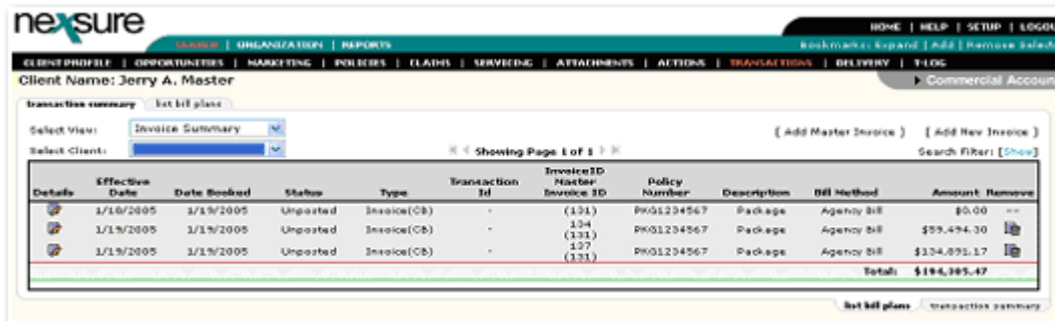 nexsure
HOME | HELP | SETUP | LOGOU
SEARCH | ORGANIZATION | REPORTS
Bookmarks: Expand | Add | Remove Select
CLIENT PROFILE | OPPORTUNITIES | MARKETING | POLICIES | CLAIMS | SERVICING | ATTACHMENTS | ACTIONS | TRANSACTIONS | DELIVERY | T-LOG
Client Name: Jerry A. Master
Commercial Accoun
transaction summary list bill plans
Select View: Invoice Summary [ Add Master Invoice ] [ Add New Invoice ]
Select Client: Showing Page 1 of 1 Search Filter: [Show]
Details Effective Date Date Booked Status Type Transaction Id InvoiceID Master Invoice ID Policy Number Description Bill Method Amount Remove
1/18/2005 1/19/2005 Unposted Invoice(CB) - (131) PKG1234567 Package Agency Bill $0.00 --
1/19/2005 1/19/2005 Unposted Invoice(CB) - 134 (131) PKG1234567 Package Agency Bill $59,494.30
1/19/2005 1/19/2005 Unposted Invoice(CB) - 137 (131) PKG1234567 Package Agency Bill $134,891.17
Total: $194,385.47
list bill plans transaction summary